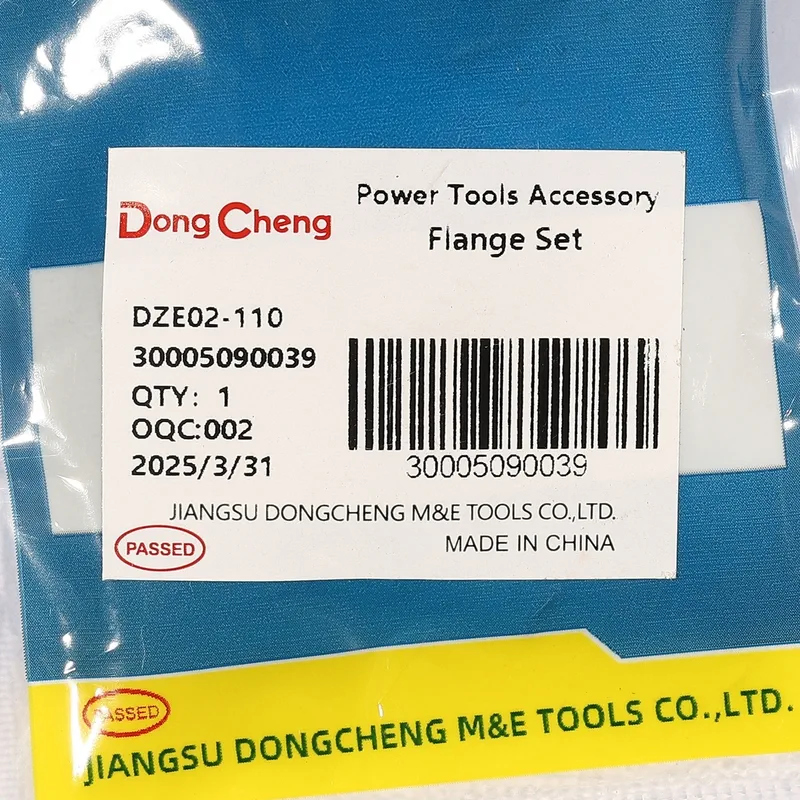 Dong Cheng
Power Tools Accessory
Flange Set
DZE02-110
30005090039
QTY: 1
OQC:002
2025/3/31
30005090039
JIANGSU DONGCHENG M&E TOOLS CO.,LTD.
PASSED
MADE IN CHINA
PASSED
JIANGSU DONGCHENG M&E TOOLS CO.,LTD.